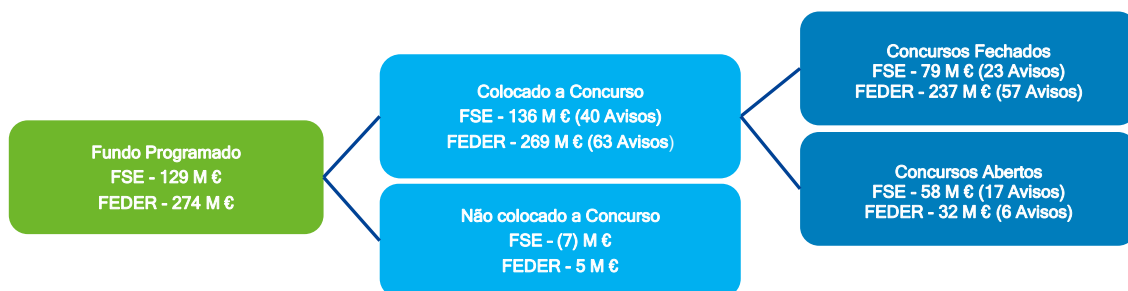 Fundo Programado
FSE - 129 M €
FEDER - 274 M €
Colocado a Concurso
FSE - 136 M € (40 Avisos)
FEDER - 269 M € (63 Avisos)
Não colocado a Concurso
FSE - (7) M €
FEDER - 5 M €
Concursos Fechados
FSE - 79 M € (23 Avisos)
FEDER - 237 M € (57 Avisos)
Concursos Abertos
FSE - 58 M € (17 Avisos)
FEDER - 32 M € (6 Avisos)